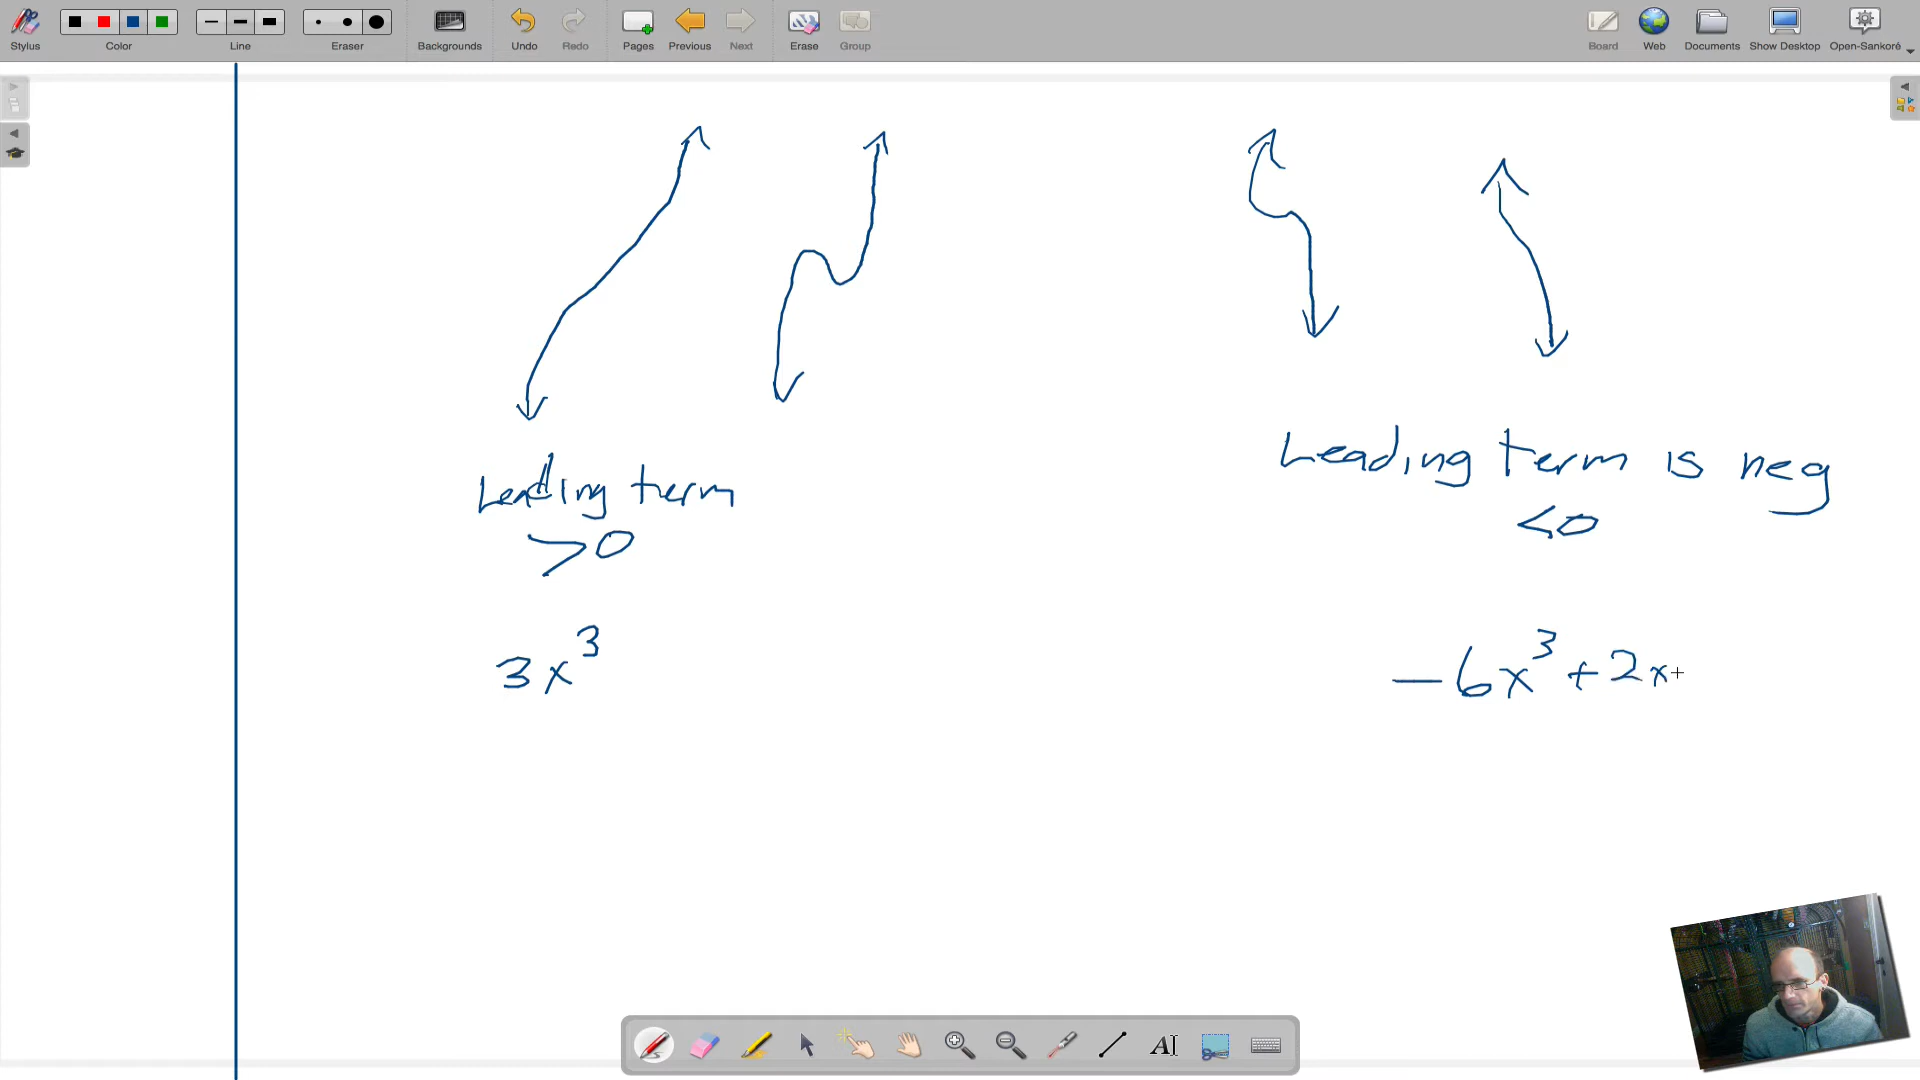 Stylus
Color
Line
Eraser
Backgrounds
Undo
Redo
Pages
Previous
Next
Erase
Group
Board
Web
Documents
Show Desktop
Open-Sankoré
Leading term
>0
3x³
Leading term is neg
<0
-6x³+2x
AI